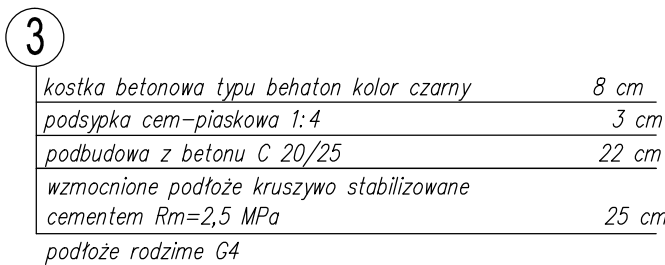 3
kostka betonowa typu behaton kolor czarny 8 cm
podsypka cem-piaskowa 1:4 3 cm
podbudowa z betonu C 20/25 22 cm
wzmocnione podłoże kruszywo stabilizowane
cementem Rm=2,5 MPa 25 cm
podłoże rodzime G4